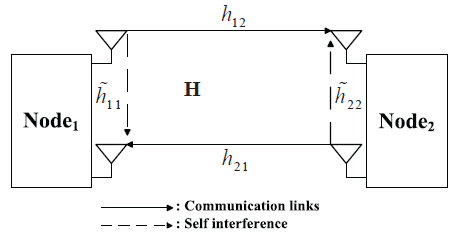 h₁₂
h̃₁₁ H h̃₂₂
Node₁ Node₂
h₂₁
: Communication links
: Self interference